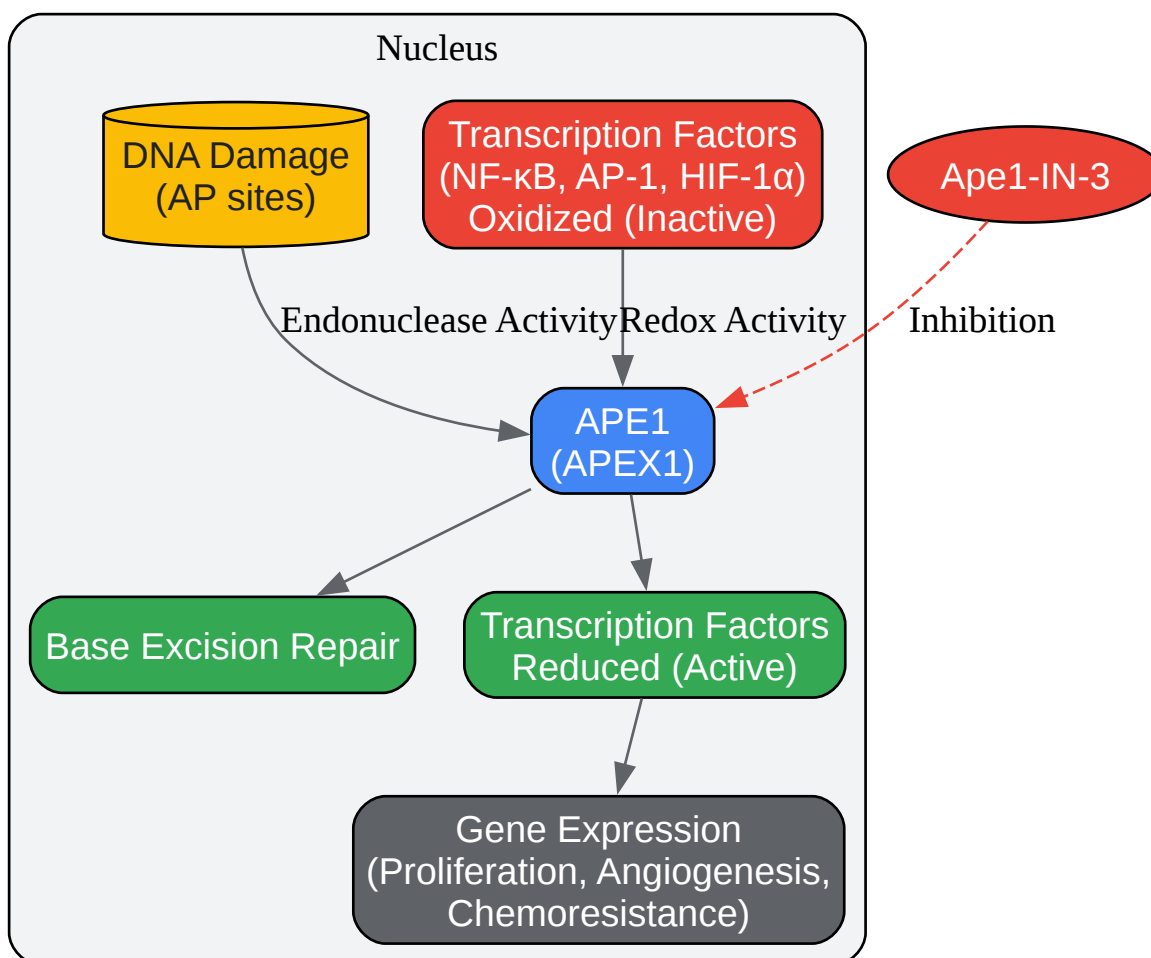 Nucleus
DNA Damage
(AP sites)
Transcription Factors
(NF-κB, AP-1, HIF-1α)
Oxidized (Inactive)
Ape1-IN-3
Endonuclease Activity
Redox Activity
Inhibition
APE1
(APEX1)
Base Excision Repair
Transcription Factors
Reduced (Active)
Gene Expression
(Proliferation, Angiogenesis,
Chemoresistance)